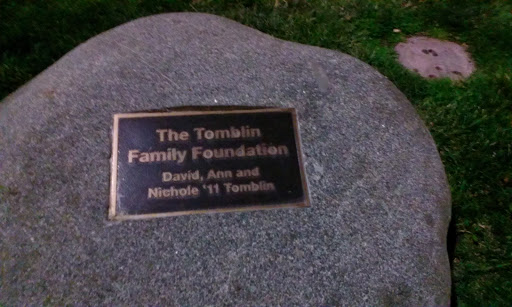 The Tomblin
Family Foundation
David, Ann and
Nichole '11 Tomblin